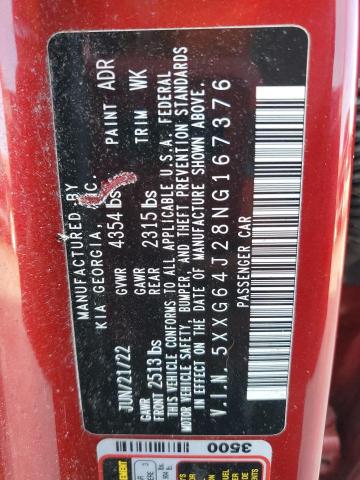 MANUFACTURED BY
KIA GEORGIA, INC.
JUN/21/22 GVWR 4354 lbs PAINT ADR
GAWR FRONT 2513 lbs GAWR REAR 2315 lbs TRIM WK
THIS VEHICLE CONFORMS TO ALL APPLICABLE U.S.A. FEDERAL
MOTOR VEHICLE SAFETY, BUMPER, AND THEFT PREVENTION STANDARDS
IN EFFECT ON THE DATE OF MANUFACTURE SHOWN ABOVE.
V.I.N. 5XXG64J28NG167376
PASSENGER CAR
3500